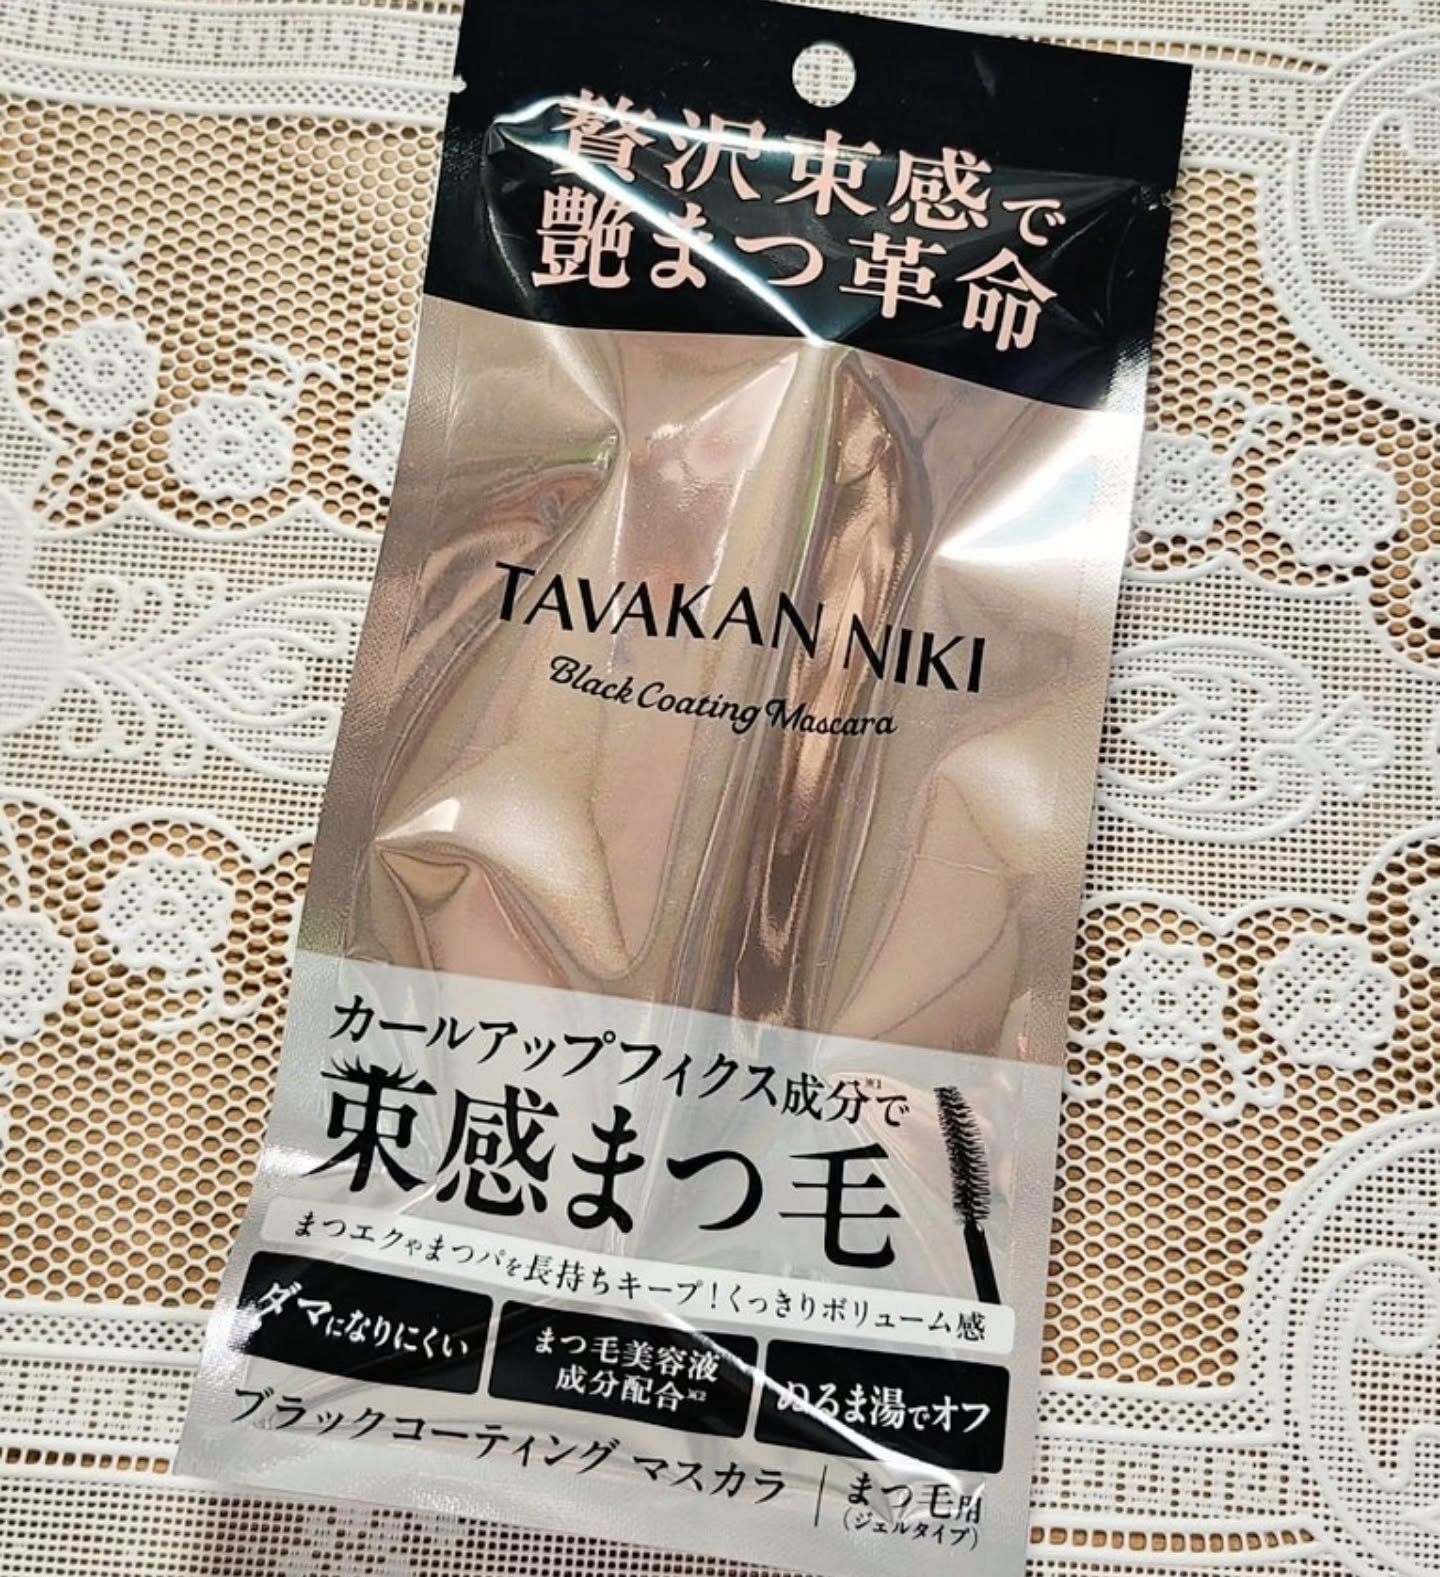 贅沢束感で
艶まつ革命
TAVAKAN NIKI
Black Coating Mascara
カールアップフィクス成分※1で
束感まつ毛
まつエクやまつパを長持ちキープ!くっきりボリューム感
ダマになりにくい
まつ毛美容液
成分配合※2
ぬるま湯でオフ
ブラックコーティング マスカラ
まつ毛用
(ジェルタイプ)